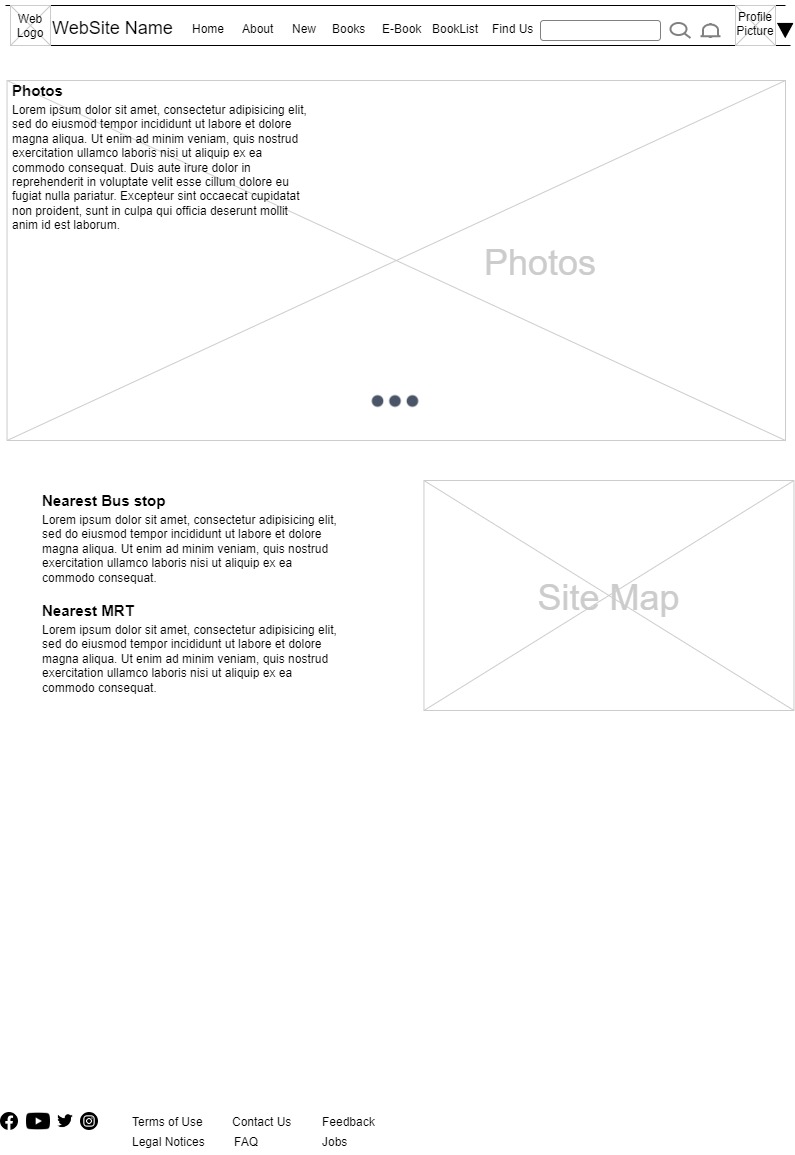 Web
Logo
WebSite Name Home About New Books E-Book BookList Find Us
Profile
Picture
Photos
Lorem ipsum dolor sit amet, consectetur adipisicing elit,
sed do eiusmod tempor incididunt ut labore et dolore
magna aliqua. Ut enim ad minim veniam, quis nostrud
exercitation ullamco laboris nisi ut aliquip ex ea
commodo consequat. Duis aute irure dolor in
reprehenderit in voluptate velit esse cillum dolore eu
fugiat nulla pariatur. Excepteur sint occaecat cupidatat
non proident, sunt in culpa qui officia deserunt mollit
anim id est laborum.
Photos
Nearest Bus stop
Lorem ipsum dolor sit amet, consectetur adipisicing elit,
sed do eiusmod tempor incididunt ut labore et dolore
magna aliqua. Ut enim ad minim veniam, quis nostrud
exercitation ullamco laboris nisi ut aliquip ex ea
commodo consequat.
Nearest MRT
Lorem ipsum dolor sit amet, consectetur adipisicing elit,
sed do eiusmod tempor incididunt ut labore et dolore
magna aliqua. Ut enim ad minim veniam, quis nostrud
exercitation ullamco laboris nisi ut aliquip ex ea
commodo consequat.
Site Map
Terms of Use Contact Us Feedback
Legal Notices FAQ Jobs